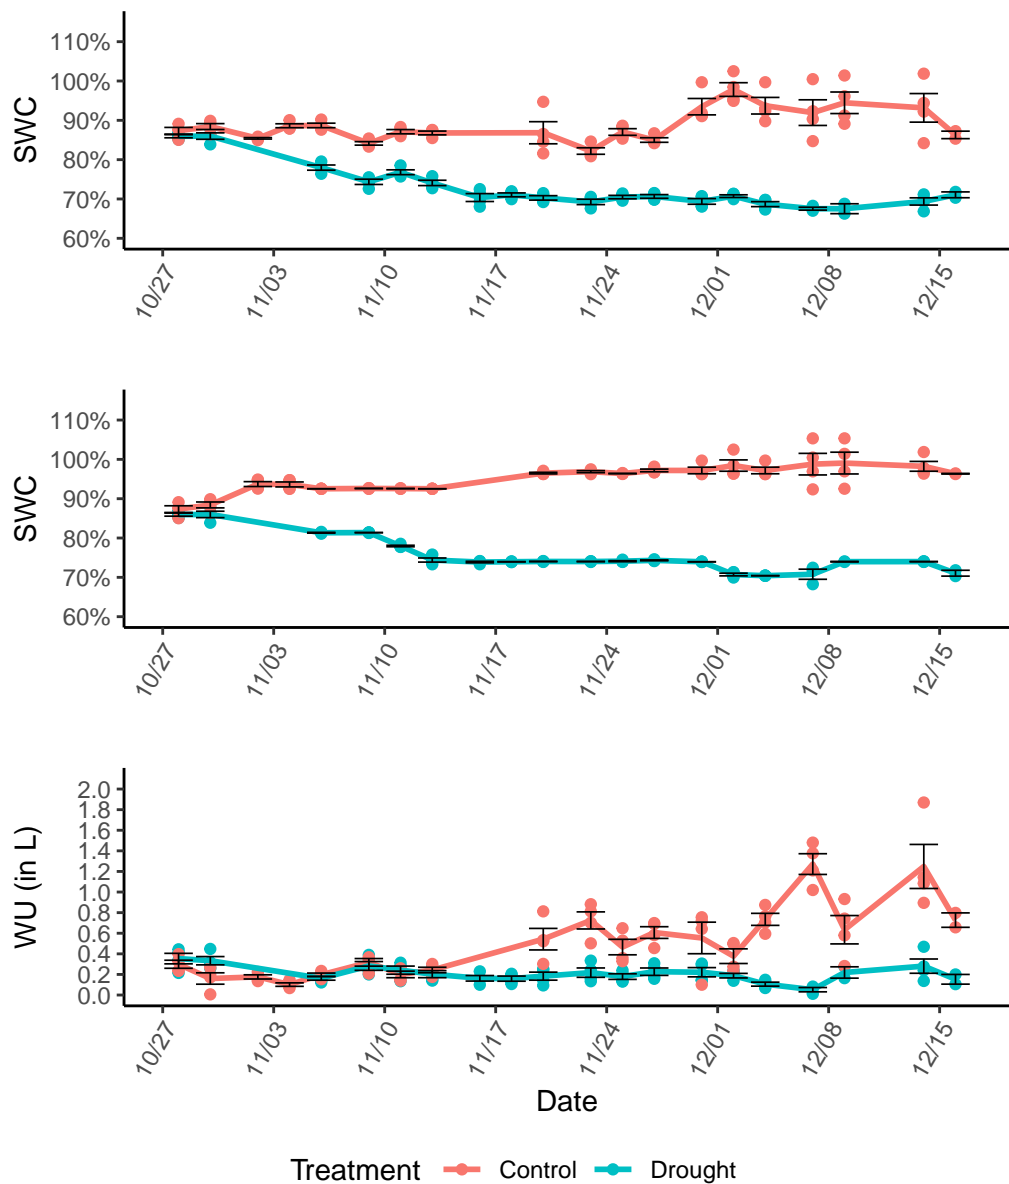 110%
100%
90%
80%
70%
60%
SWC
10/27 11/03 11/10 11/17 11/24 12/01 12/08 12/15
110%
100%
90%
80%
70%
60%
SWC
10/27 11/03 11/10 11/17 11/24 12/01 12/08 12/15
2.0
1.8
1.6
1.4
1.2
1.0
0.8
0.6
0.4
0.2
0.0
WU (in L)
10/27 11/03 11/10 11/17 11/24 12/01 12/08 12/15
Date
Treatment Control Drought